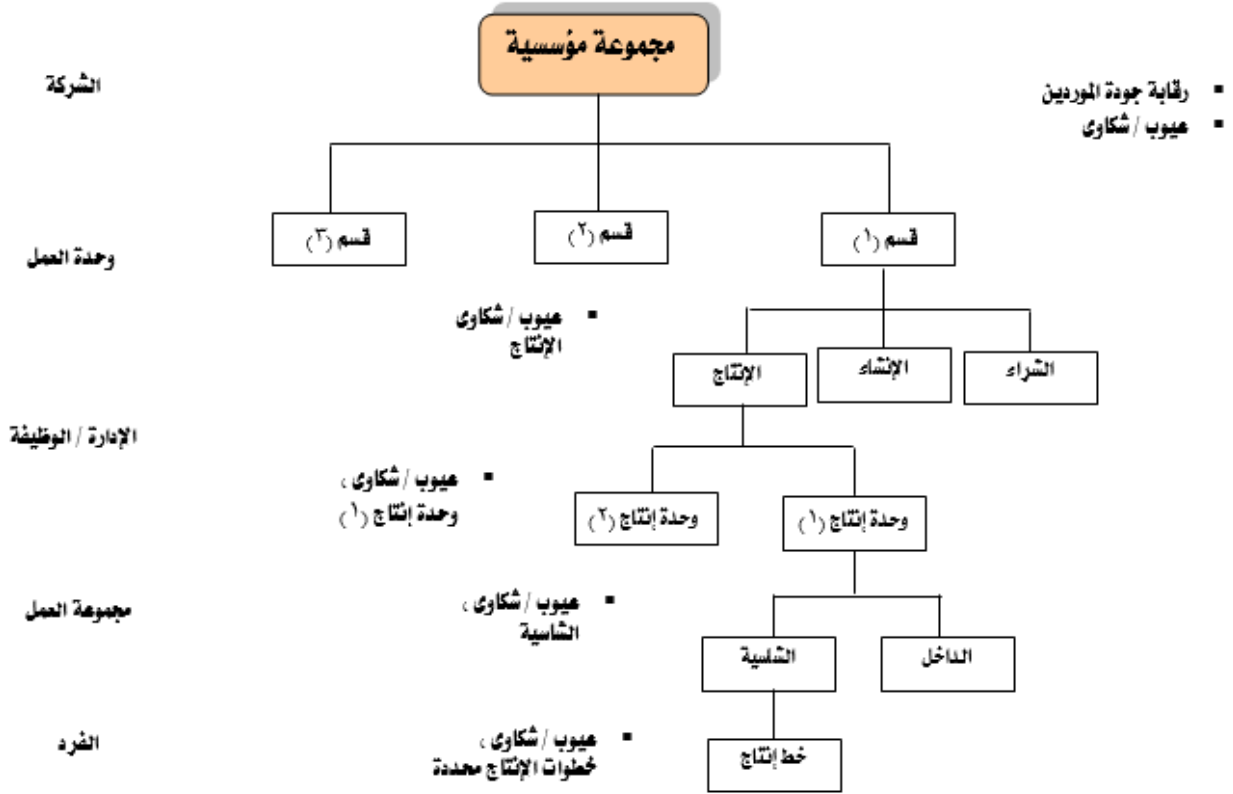 مجموعة مؤسسية
الشركة
▪ رقابة جودة الموردين
▪ عيوب / شكاوى
قسم (١)
قسم (٢)
قسم (٣)
وحدة العمل
▪ عيوب / شكاوى
الإنتاج
الشراء
الإنشاء
الإنتاج
الإدارة / الوظيفة
▪ عيوب / شكاوى ،
وحدة إنتاج (١)
وحدة إنتاج (١)
وحدة إنتاج (٢)
مجموعة العمل
▪ عيوب / شكاوى ،
الشاسية
الداخل
الشاسية
الفرد
▪ عيوب / شكاوى ،
خطوات الإنتاج محددة
خط إنتاج